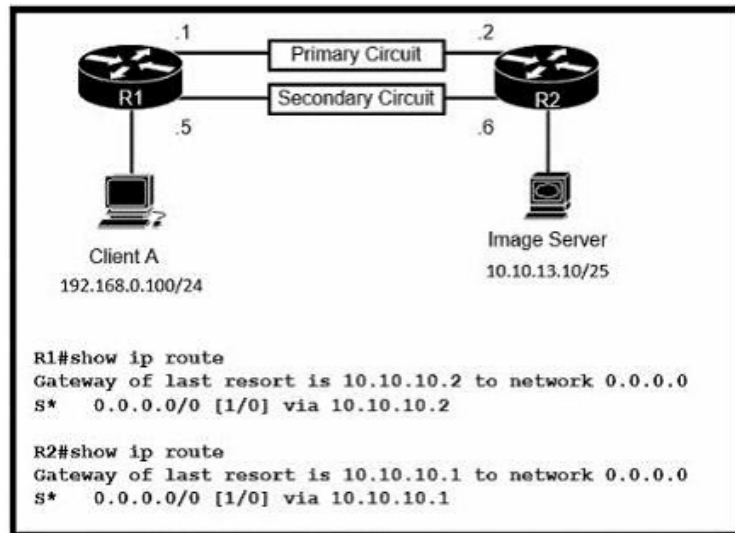 .1
.2
Primary Circuit
R1
Secondary Circuit
R2
.5
.6
Client A
192.168.0.100/24
Image Server
10.10.13.10/25
R1#show ip route
Gateway of last resort is 10.10.10.2 to network 0.0.0.0
S* 0.0.0.0/0 [1/0] via 10.10.10.2
R2#show ip route
Gateway of last resort is 10.10.10.1 to network 0.0.0.0
S* 0.0.0.0/0 [1/0] via 10.10.10.1